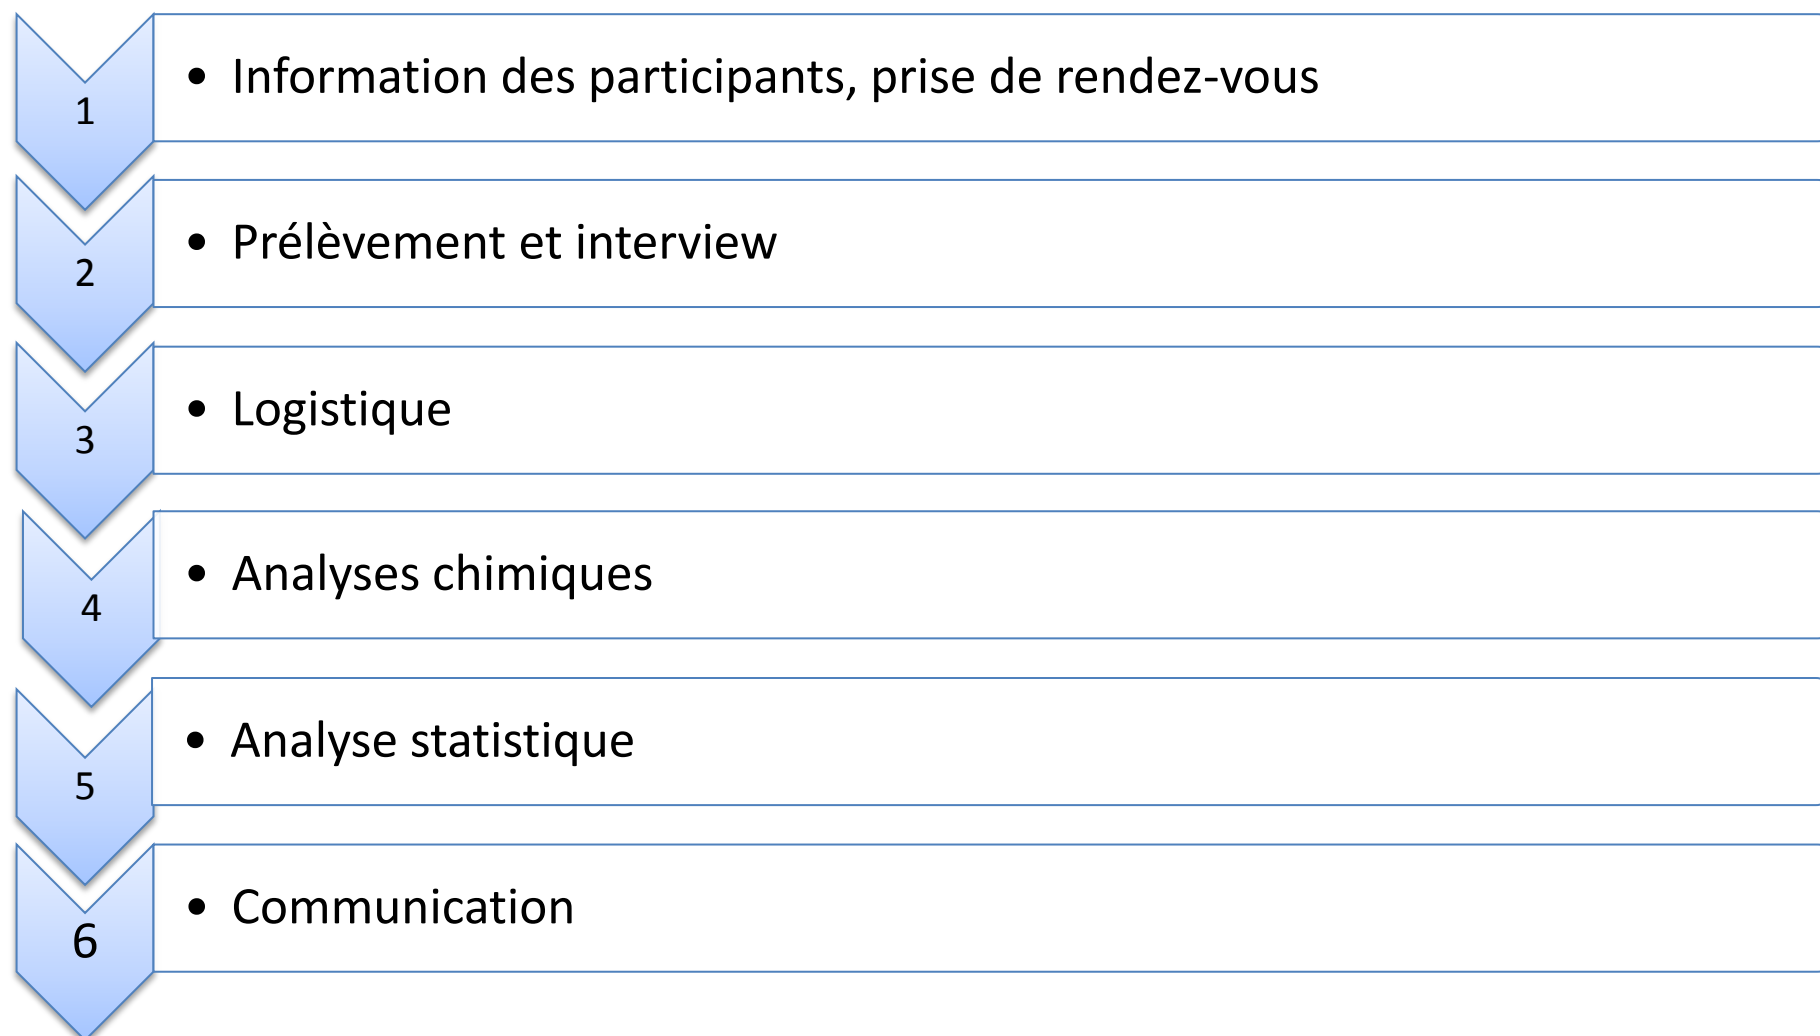 1
• Information des participants, prise de rendez-vous
2
• Prélèvement et interview
3
• Logistique
4
• Analyses chimiques
5
• Analyse statistique
6
• Communication